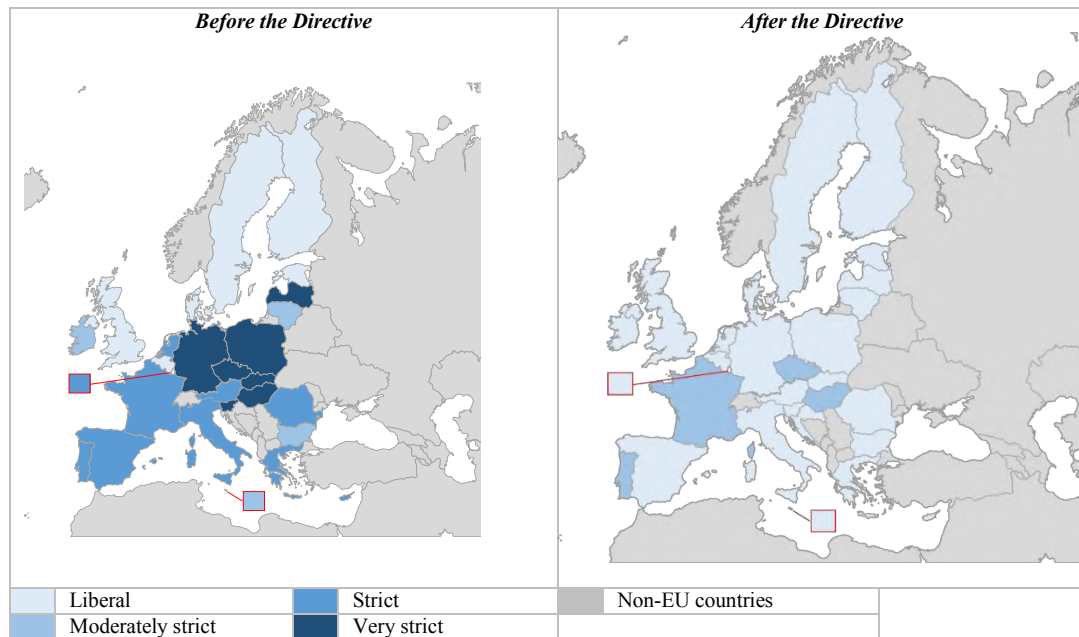 Before the Directive
After the Directive
Liberal
Strict
Non-EU countries
Moderately strict
Very strict